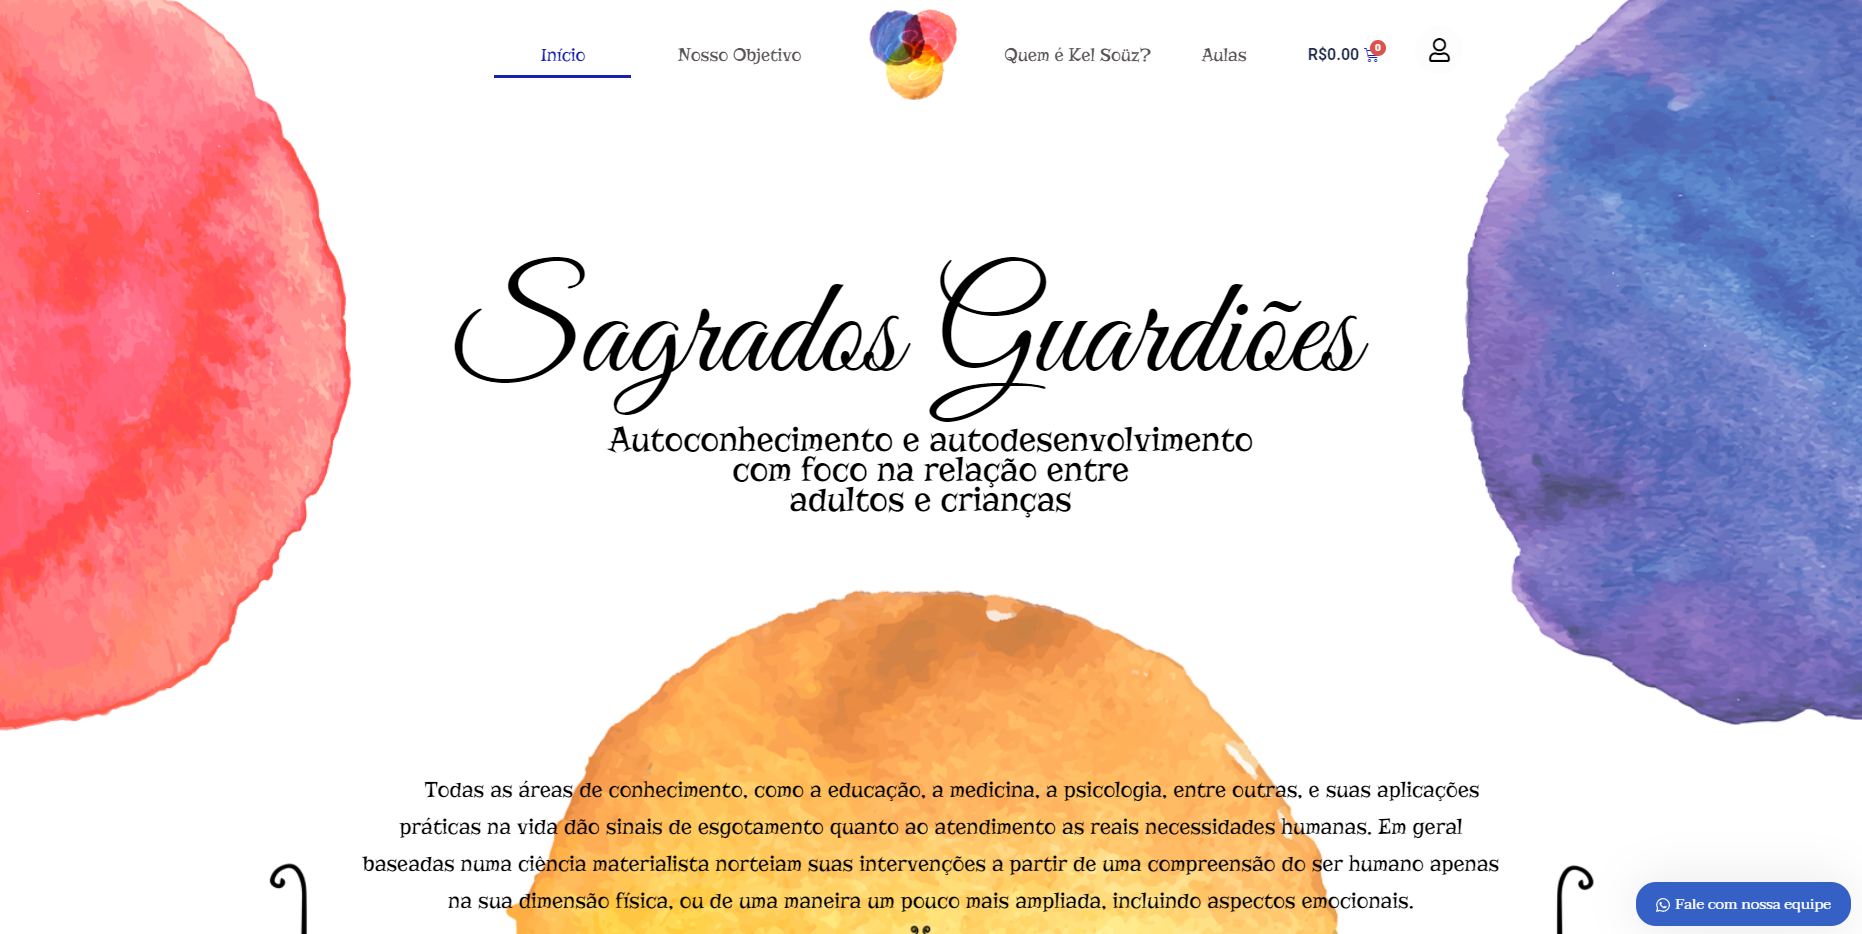 Início
Nosso Objetivo
Quem é Kel Soüz?
Aulas
R$0.00
0
Sagrados Guardiões
Autoconhecimento e autodesenvolvimento
com foco na relação entre
adultos e crianças
Todas as áreas de conhecimento, como a educação, a medicina, a psicologia, entre outras, e suas aplicações
práticas na vida dão sinais de esgotamento quanto ao atendimento as reais necessidades humanas. Em geral
baseadas numa ciência materialista norteiam suas intervenções a partir de uma compreensão do ser humano apenas
na sua dimensão física, ou de uma maneira um pouco mais ampliada, incluindo aspectos emocionais.
Fale com nossa equipe